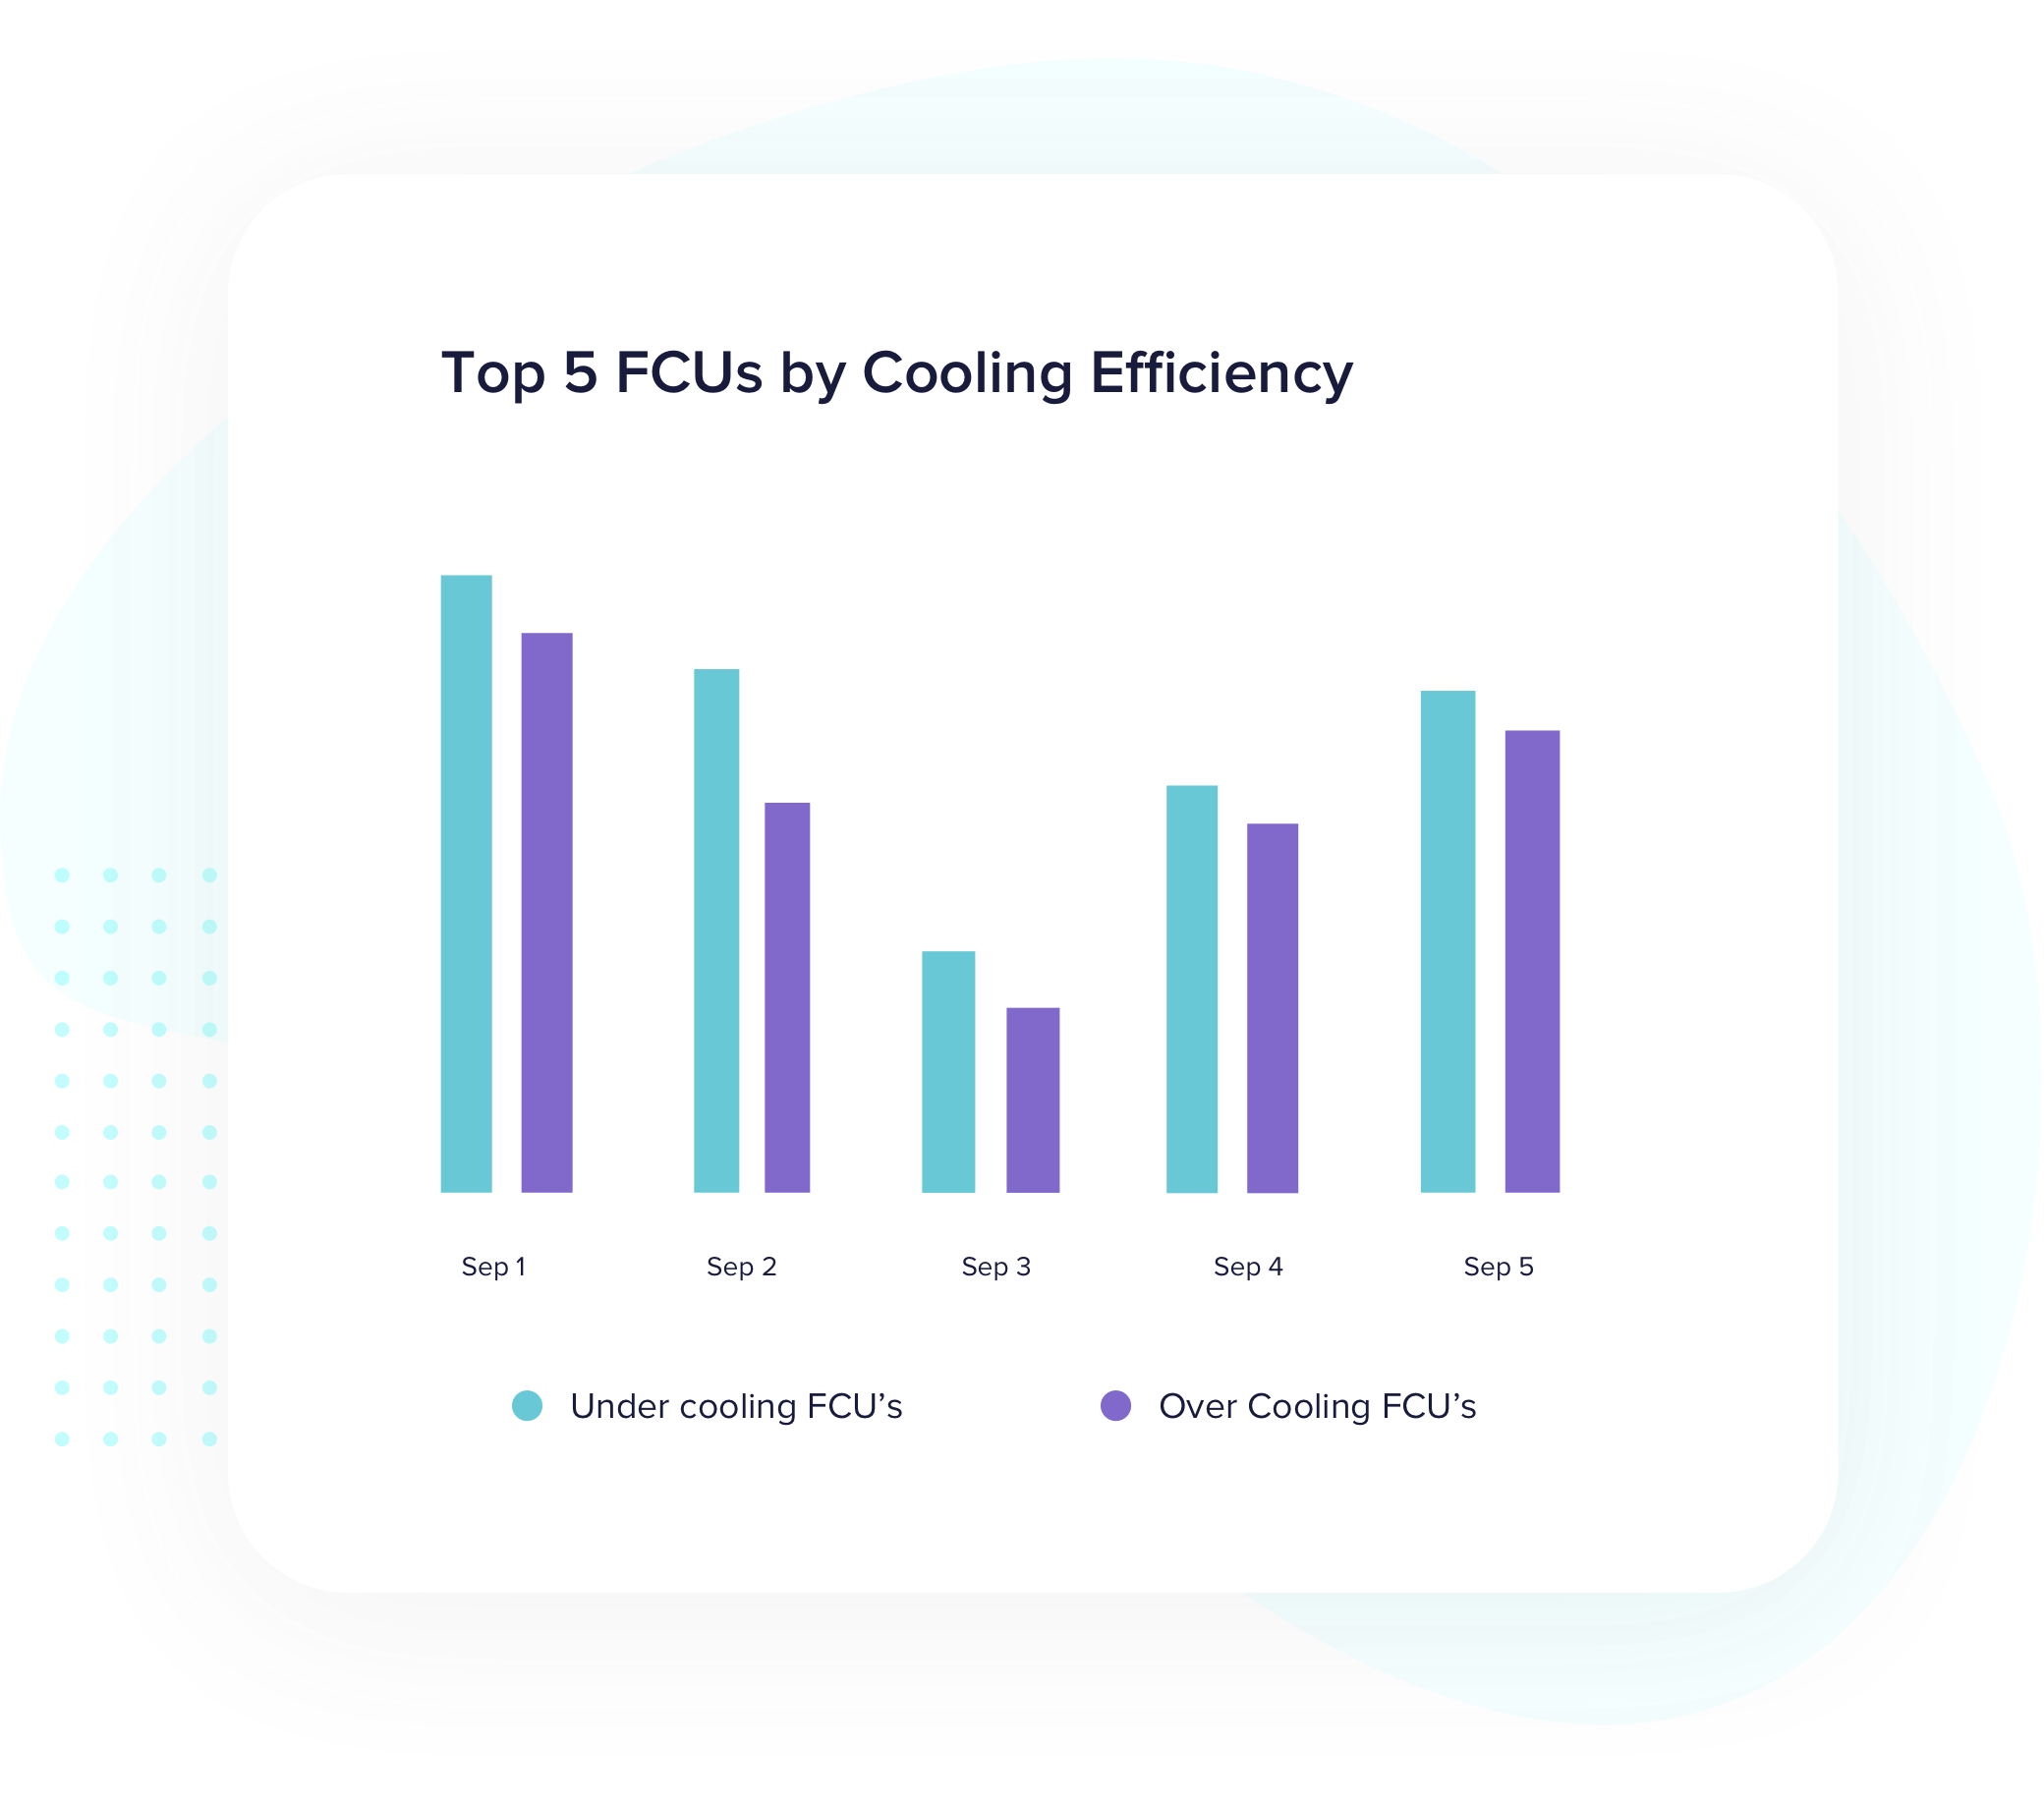 Top 5 FCUs by Cooling Efficiency
Sep 1 Sep 2 Sep 3 Sep 4 Sep 5
Under cooling FCU’s Over Cooling FCU’s